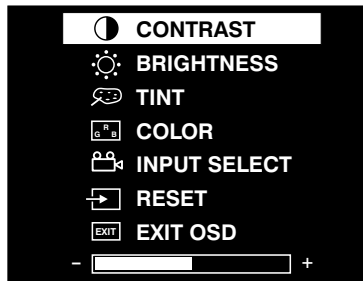 CONTRAST
BRIGHTNESS
TINT
G R B COLOR
INPUT SELECT
RESET
EXIT EXIT OSD
- +